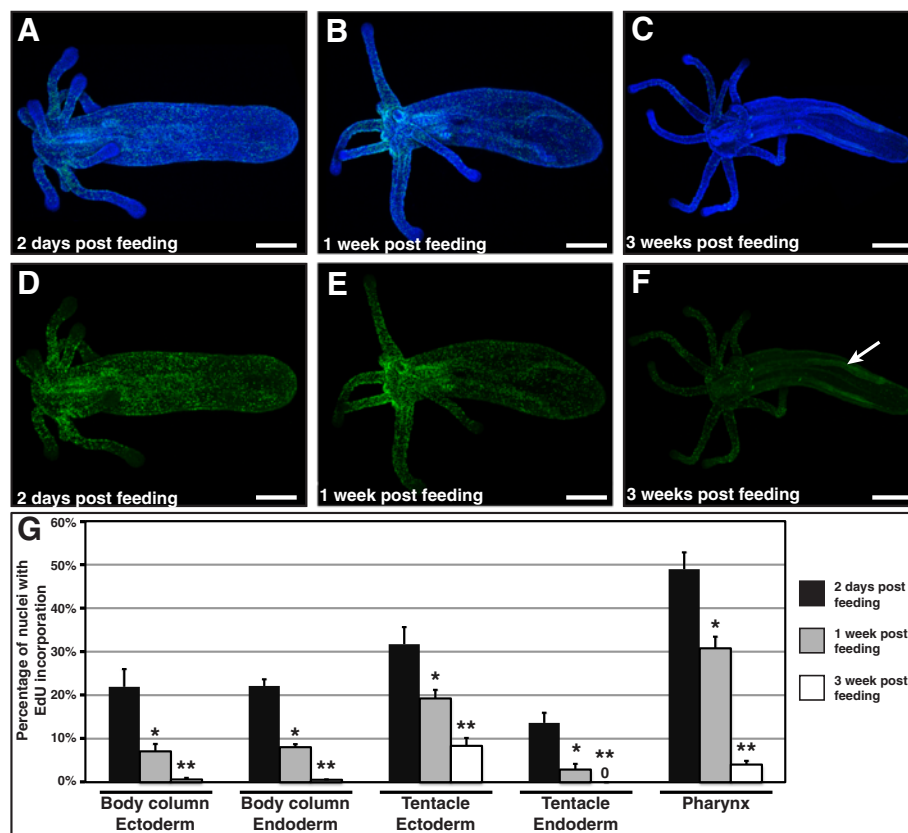 A
B
C
2 days post feeding
1 week post feeding
3 weeks post feeding
D
E
F
2 days post feeding
1 week post feeding
3 weeks post feeding
G
Percentage of nuclei with
EdU incorporation
60%
50%
40%
30%
20%
10%
0%
* **
* **
* **
* **
0
* **
Body column
Ectoderm
Body column
Endoderm
Tentacle
Ectoderm
Tentacle
Endoderm
Pharynx
2 days post
feeding
1 week post
feeding
3 week post
feeding